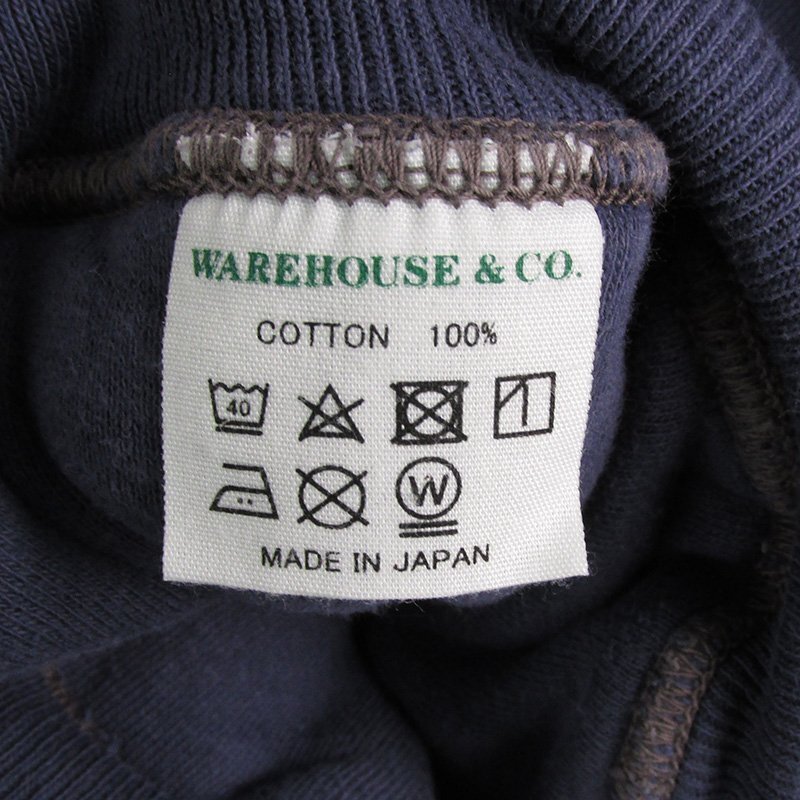 WAREHOUSE & CO.
COTTON 100%
40
W
MADE IN JAPAN